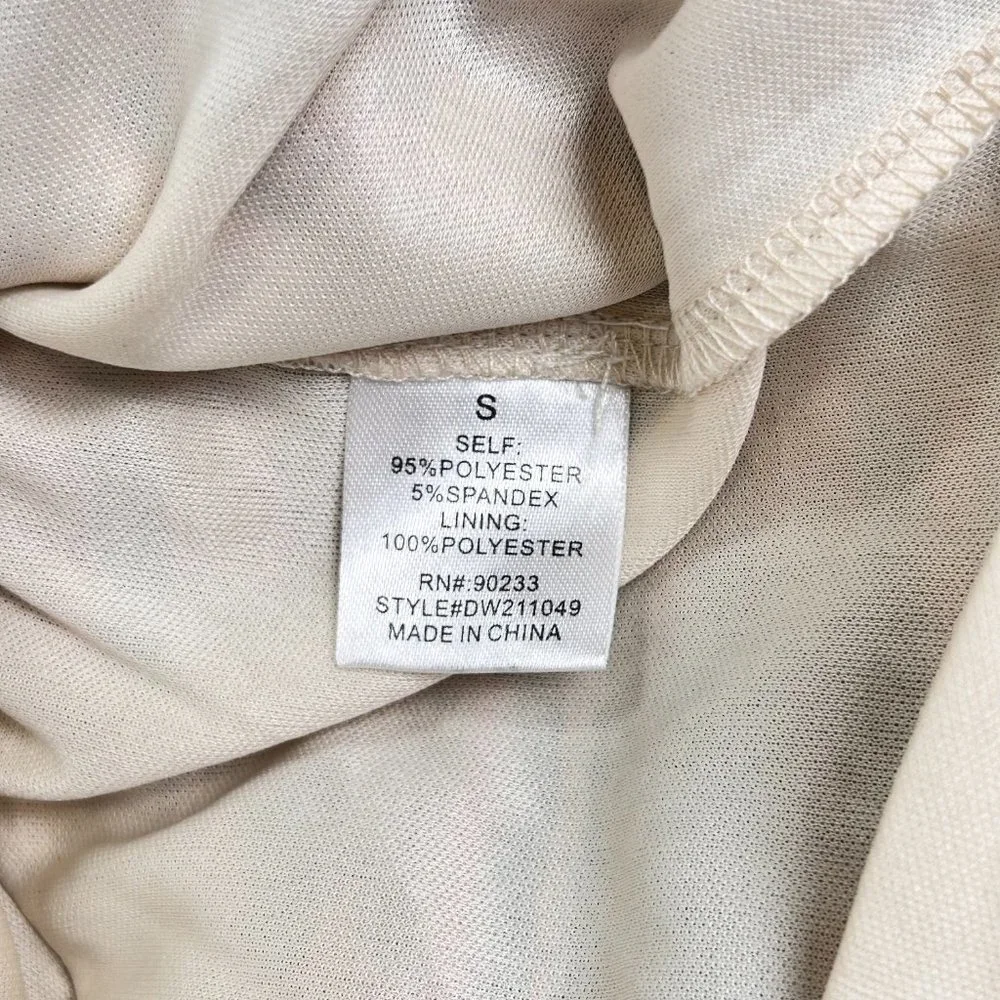 S
SELF:
95%POLYESTER
5%SPANDEX
LINING:
100%POLYESTER
RN#:90233
STYLE#DW211049
MADE IN CHINA